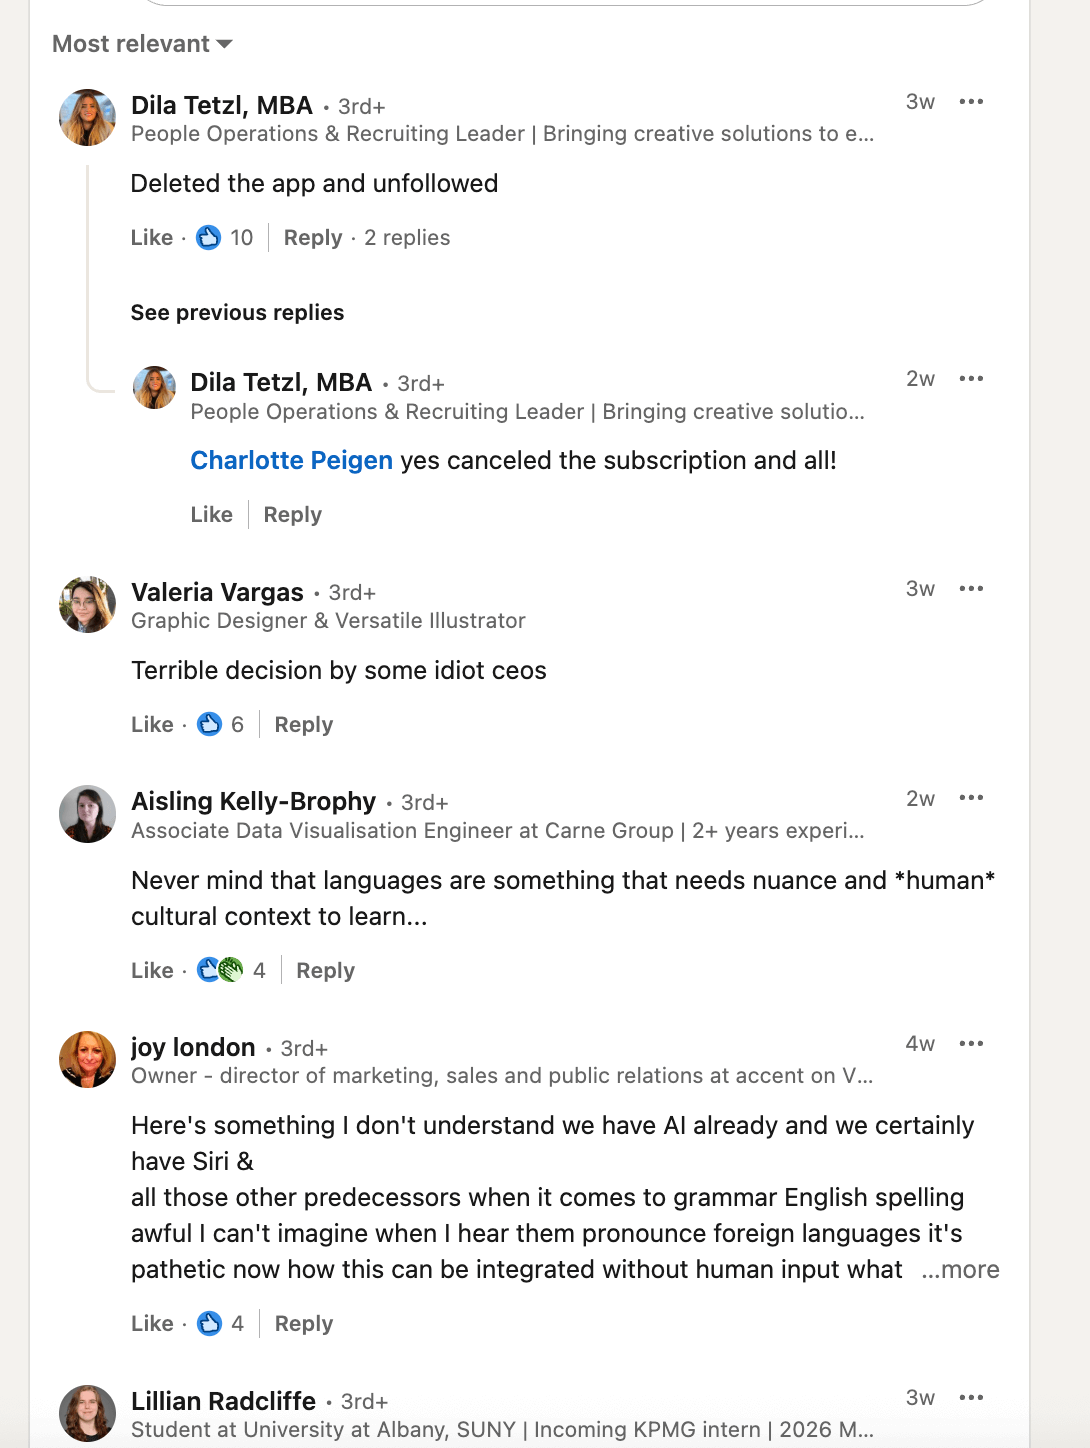 Most relevant
Dila Tetzl, MBA • 3rd+
3w
People Operations & Recruiting Leader | Bringing creative solutions to e...
Deleted the app and unfollowed
Like · 10 | Reply · 2 replies
See previous replies
Dila Tetzl, MBA • 3rd+
2w
People Operations & Recruiting Leader | Bringing creative solutio...
Charlotte Peigen yes canceled the subscription and all!
Like | Reply
Valeria Vargas • 3rd+
3w
Graphic Designer & Versatile Illustrator
Terrible decision by some idiot ceos
Like · 6 | Reply
Aisling Kelly-Brophy • 3rd+
2w
Associate Data Visualisation Engineer at Carne Group | 2+ years experi...
Never mind that languages are something that needs nuance and *human*
cultural context to learn...
Like · 4 | Reply
joy london • 3rd+
4w
Owner - director of marketing, sales and public relations at accent on V...
Here's something I don't understand we have AI already and we certainly
have Siri &
all those other predecessors when it comes to grammar English spelling
awful I can't imagine when I hear them pronounce foreign languages it's
pathetic now how this can be integrated without human input what ...more
Like · 4 | Reply
Lillian Radcliffe • 3rd+
3w
Student at University at Albany, SUNY | Incoming KPMG intern | 2026 M...